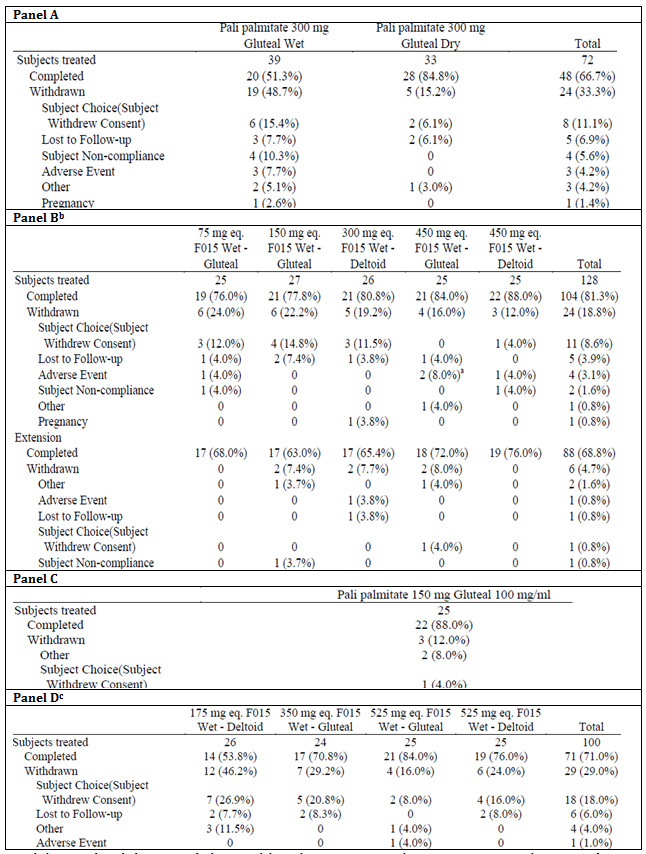 Panel A
Pali palmitate 300 mg Pali palmitate 300 mg
Gluteal Wet Gluteal Dry Total
Subjects treated 39 33 72
Completed 20 (51.3%) 28 (84.8%) 48 (66.7%)
Withdrawn 19 (48.7%) 5 (15.2%) 24 (33.3%)
Subject Choice(Subject
Withdrew Consent) 6 (15.4%) 2 (6.1%) 8 (11.1%)
Lost to Follow-up 3 (7.7%) 2 (6.1%) 5 (6.9%)
Subject Non-compliance 4 (10.3%) 0 4 (5.6%)
Adverse Event 3 (7.7%) 0 3 (4.2%)
Other 2 (5.1%) 1 (3.0%) 3 (4.2%)
Pregnancy 1 (2.6%) 0 1 (1.4%)
Panel Bb
75 mg eq. 150 mg eq. 300 mg eq. 450 mg eq. 450 mg eq.
F015 Wet - F015 Wet - F015 Wet - F015 Wet - F015 Wet -
Gluteal Gluteal Deltoid Gluteal Deltoid Total
Subjects treated 25 27 26 25 25 128
Completed 19 (76.0%) 21 (77.8%) 21 (80.8%) 21 (84.0%) 22 (88.0%) 104 (81.3%)
Withdrawn 6 (24.0%) 6 (22.2%) 5 (19.2%) 4 (16.0%) 3 (12.0%) 24 (18.8%)
Subject Choice(Subject
Withdrew Consent) 3 (12.0%) 4 (14.8%) 3 (11.5%) 0 1 (4.0%) 11 (8.6%)
Lost to Follow-up 1 (4.0%) 2 (7.4%) 1 (3.8%) 1 (4.0%) 0 5 (3.9%)
Adverse Event 1 (4.0%) 0 0 2 (8.0%)a 1 (4.0%) 4 (3.1%)
Subject Non-compliance 1 (4.0%) 0 0 0 1 (4.0%) 2 (1.6%)
Other 0 0 0 1 (4.0%) 0 1 (0.8%)
Pregnancy 0 0 1 (3.8%) 0 0 1 (0.8%)
Extension
Completed 17 (68.0%) 17 (63.0%) 17 (65.4%) 18 (72.0%) 19 (76.0%) 88 (68.8%)
Withdrawn 0 2 (7.4%) 2 (7.7%) 2 (8.0%) 0 6 (4.7%)
Other 0 1 (3.7%) 0 1 (4.0%) 0 2 (1.6%)
Adverse Event 0 0 1 (3.8%) 0 0 1 (0.8%)
Lost to Follow-up 0 0 1 (3.8%) 0 0 1 (0.8%)
Subject Choice(Subject
Withdrew Consent) 0 0 0 1 (4.0%) 0 1 (0.8%)
Subject Non-compliance 0 1 (3.7%) 0 0 0 1 (0.8%)
Panel C
Pali palmitate 150 mg Gluteal 100 mg/ml
Subjects treated 25
Completed 22 (88.0%)
Withdrawn 3 (12.0%)
Other 2 (8.0%)
Subject Choice(Subject
Withdrew Consent) 1 (4.0%)
Panel Dc
175 mg eq. F015 350 mg eq. F015 525 mg eq. F015 525 mg eq. F015
Wet - Deltoid Wet - Gluteal Wet - Gluteal Wet - Deltoid Total
Subjects treated 26 24 25 25 100
Completed 14 (53.8%) 17 (70.8%) 21 (84.0%) 19 (76.0%) 71 (71.0%)
Withdrawn 12 (46.2%) 7 (29.2%) 4 (16.0%) 6 (24.0%) 29 (29.0%)
Subject Choice(Subject
Withdrew Consent) 7 (26.9%) 5 (20.8%) 2 (8.0%) 4 (16.0%) 18 (18.0%)
Lost to Follow-up 2 (7.7%) 2 (8.3%) 0 2 (8.0%) 6 (6.0%)
Other 3 (11.5%) 0 1 (4.0%) 0 4 (4.0%)
Adverse Event 0 0 1 (4.0%) 0 1 (1.0%)